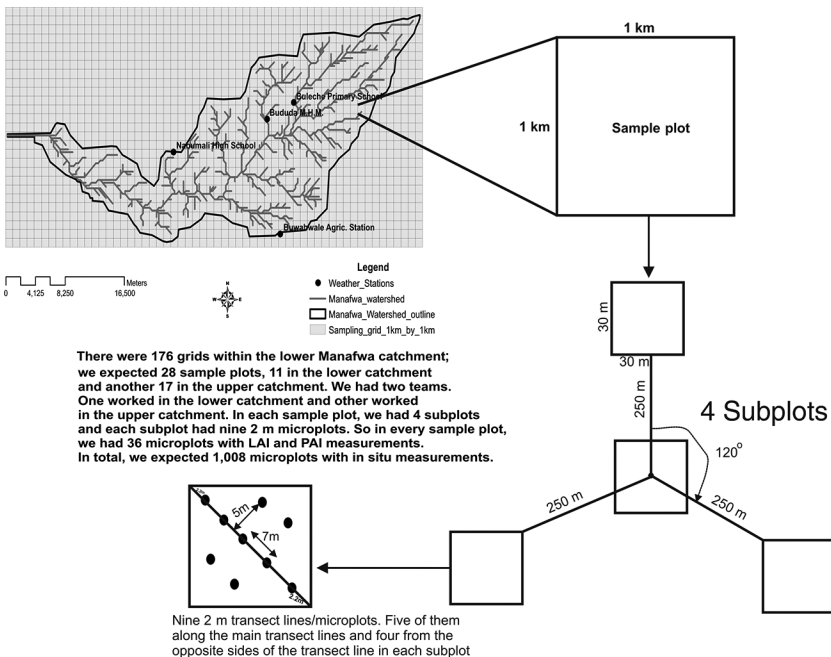 1 km
1 km
Sample plot
Bulecho Primary School
Bududa M.H.M.
Nabumali High School
Buwabwale Agric. Station
Legend
Weather_Stations
Manafwa_watershed
Manafwa_Watershed_outline
Sampling_grid_1km_by_1km
Meters
0 4,125 8,250 16,500
N
W E
S
30 m
30 m
250 m
4 Subplots
120°
250 m
250 m
There were 176 grids within the lower Manafwa catchment;
we expected 28 sample plots, 11 in the lower catchment
and another 17 in the upper catchment. We had two teams.
One worked in the lower catchment and other worked
in the upper catchment. In each sample plot, we had 4 subplots
and each subplot had nine 2 m microplots. So in every sample plot,
we had 36 microplots with LAI and PAI measurements.
In total, we expected 1,008 microplots with in situ measurements.
5m
7m
2.2m
Nine 2 m transect lines/microplots. Five of them
along the main transect lines and four from the
opposite sides of the transect line in each subplot